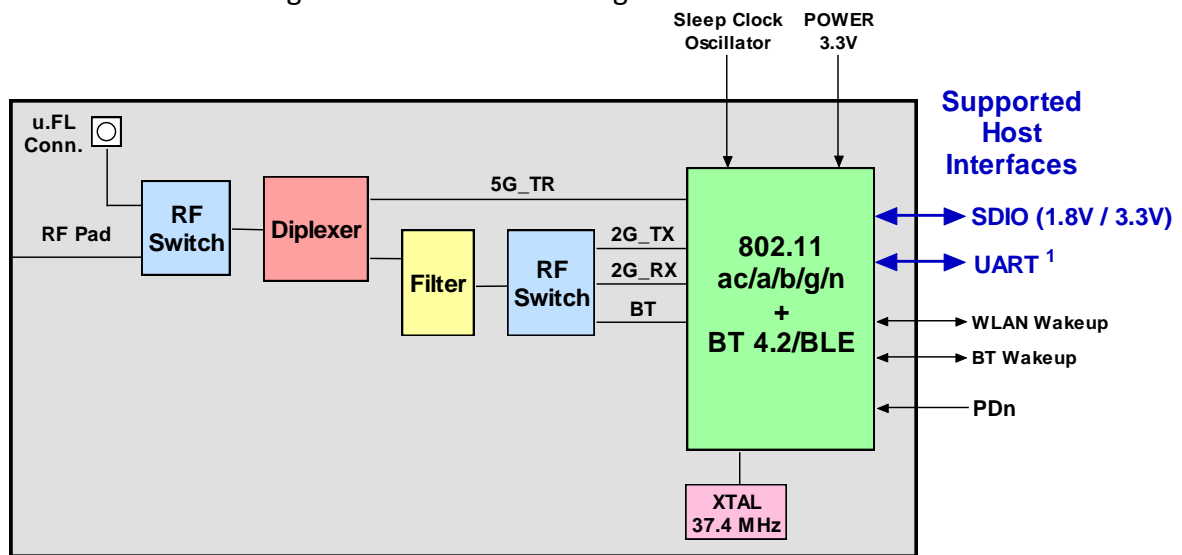 Sleep Clock
Oscillator
POWER
3.3V
u.FL
Conn.
RF Pad
RF
Switch
Diplexer
5G_TR
Filter
RF
Switch
2G_TX
2G_RX
BT
802.11
ac/a/b/g/n
+
BT 4.2/BLE
XTAL
37.4 MHz
Supported
Host
Interfaces
SDIO (1.8V / 3.3V)
UART 1
WLAN Wakeup
BT Wakeup
PDn